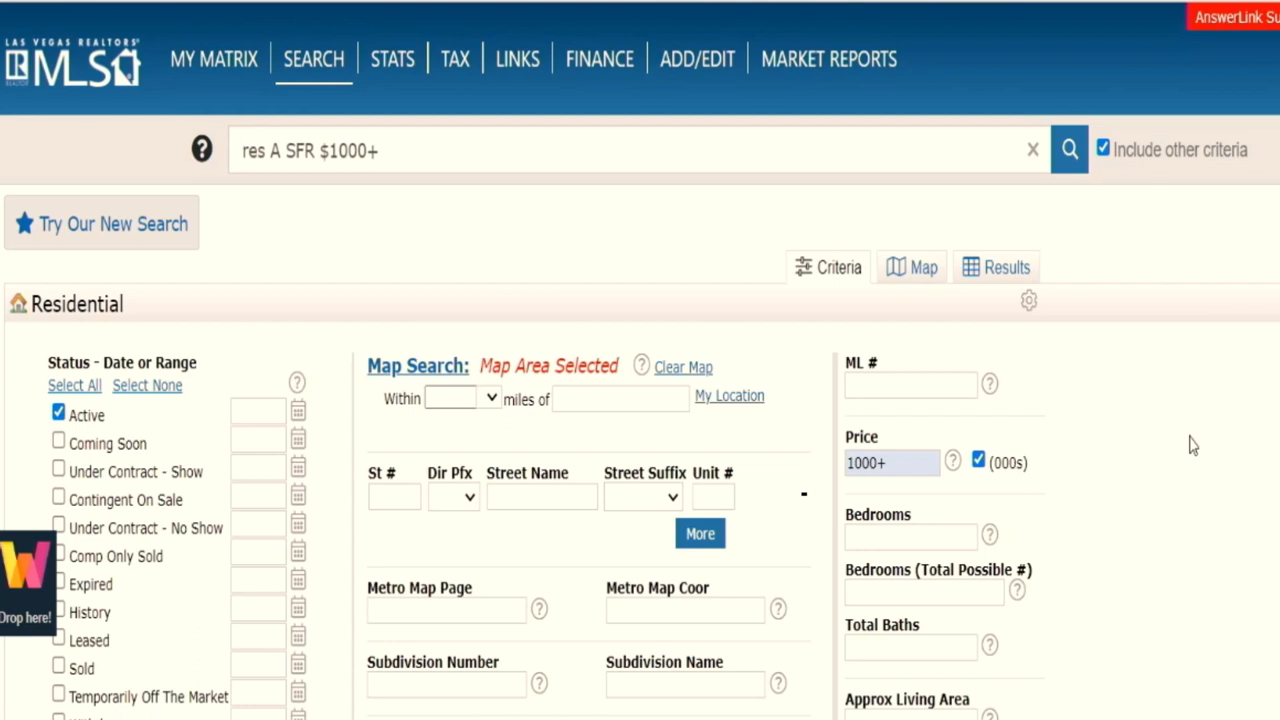 AnswerLink Su
LAS VEGAS REALTORS®
MLS
MY MATRIX SEARCH STATS TAX LINKS FINANCE ADD/EDIT MARKET REPORTS
? res A SFR $1000+ X Include other criteria
Try Our New Search
Criteria Map Results
Residential
Status - Date or Range
Select All Select None ?
Active
Coming Soon
Under Contract - Show
Contingent On Sale
Under Contract - No Show
Comp Only Sold
Expired
History
Leased
Sold
Temporarily Off The Market
Drop here!
Map Search: Map Area Selected ? Clear Map
Within miles of My Location
St # Dir Pfx Street Name Street Suffix Unit #
-
More
Metro Map Page Metro Map Coor
? ?
Subdivision Number Subdivision Name
? ?
ML #
?
Price
1000+ ? (000s)
Bedrooms
?
Bedrooms (Total Possible #)
?
Total Baths
?
Approx Living Area
?